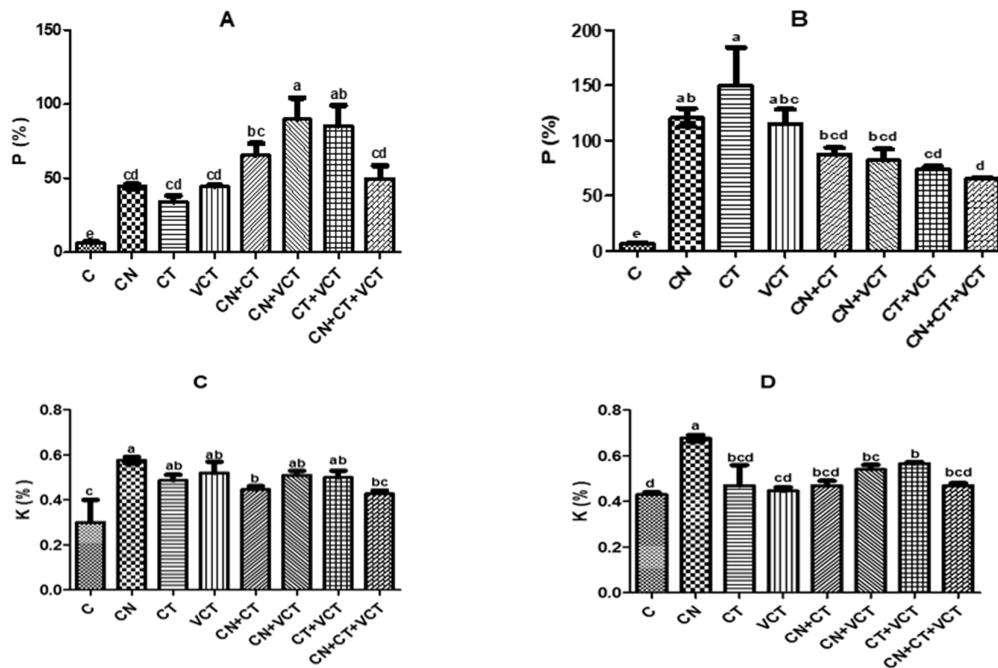 A
P (%)
150
100
50
0
e
cd
cd
cd
bc
a
ab
cd
C
CN
CT
VCT
CN+CT
CN+VCT
CT+VCT
CN+CT+VCT
B
P (%)
200
150
100
50
0
e
ab
a
abc
bcd
bcd
cd
d
C
CN
CT
VCT
CN+CT
CN+VCT
CT+VCT
CN+CT+VCT
C
K (%)
0.8
0.6
0.4
0.2
0.0
c
a
ab
ab
b
ab
ab
bc
C
CN
CT
VCT
CN+CT
CN+VCT
CT+VCT
CN+CT+VCT
D
K (%)
0.8
0.6
0.4
0.2
0.0
d
a
bcd
cd
bcd
bc
b
bcd
C
CN
CT
VCT
CN+CT
CN+VCT
CT+VCT
CN+CT+VCT